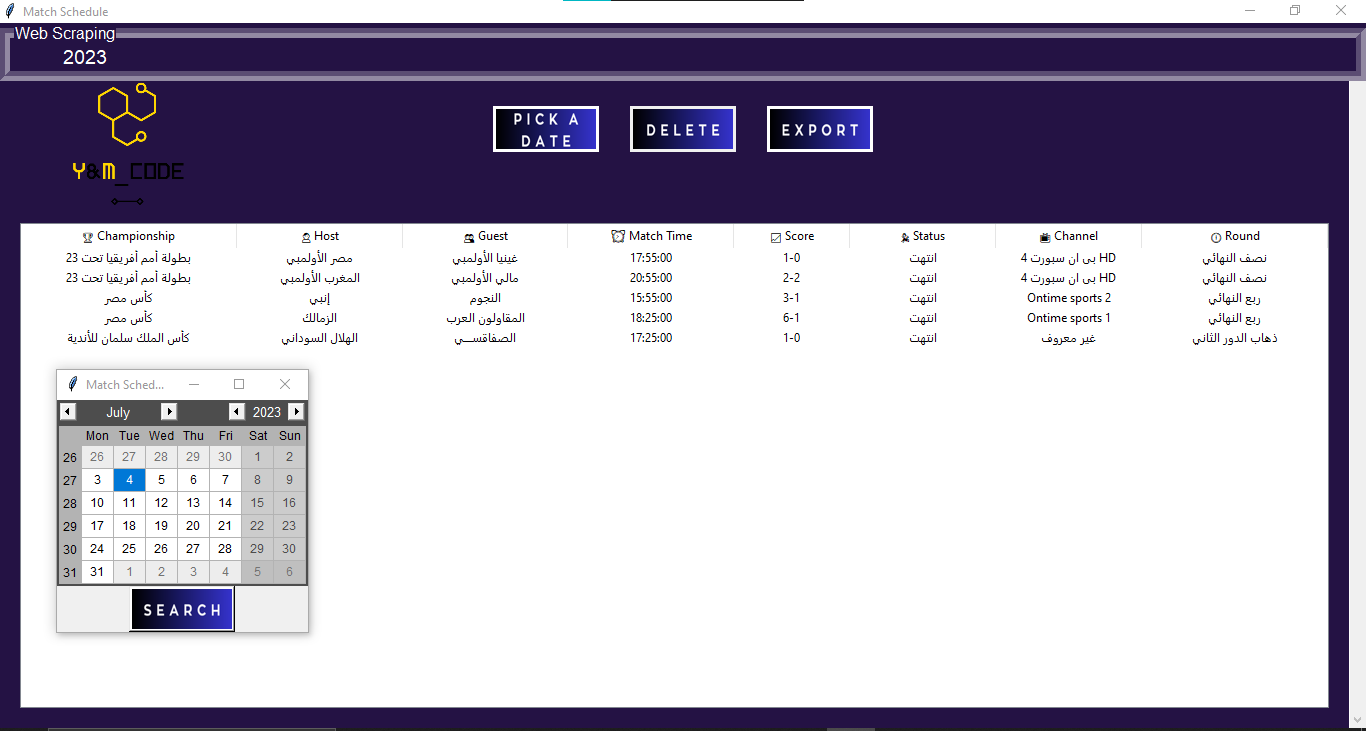 Match Schedule
Web Scraping
2023
PICK A
DATE
DELETE
EXPORT
Y&M_CODE
Championship Host Guest Match Time Score Status Channel Round
بطولة أمم أفريقيا تحت 23 مصر الأولمبي غينيا الأولمبي 17:55:00 1-0 انتهت بى ان سبورت 4 HD نصف النهائي
بطولة أمم أفريقيا تحت 23 المغرب الأولمبي مالي الأولمبي 20:55:00 2-2 انتهت بى ان سبورت 4 HD نصف النهائي
كأس مصر إنبي النجوم 15:55:00 3-1 انتهت Ontime sports 2 ربع النهائي
كأس مصر الزمالك المقاولون العرب 18:25:00 6-1 انتهت Ontime sports 1 ربع النهائي
كأس الملك سلمان للأندية الهلال السوداني الصفاقســـي 17:25:00 1-0 انتهت غير معروف ذهاب الدور الثاني
Match Sched...
July 2023
Mon Tue Wed Thu Fri Sat Sun
26 26 27 28 29 30 1 2
27 3 4 5 6 7 8 9
28 10 11 12 13 14 15 16
29 17 18 19 20 21 22 23
30 24 25 26 27 28 29 30
31 31 1 2 3 4 5 6
SEARCH